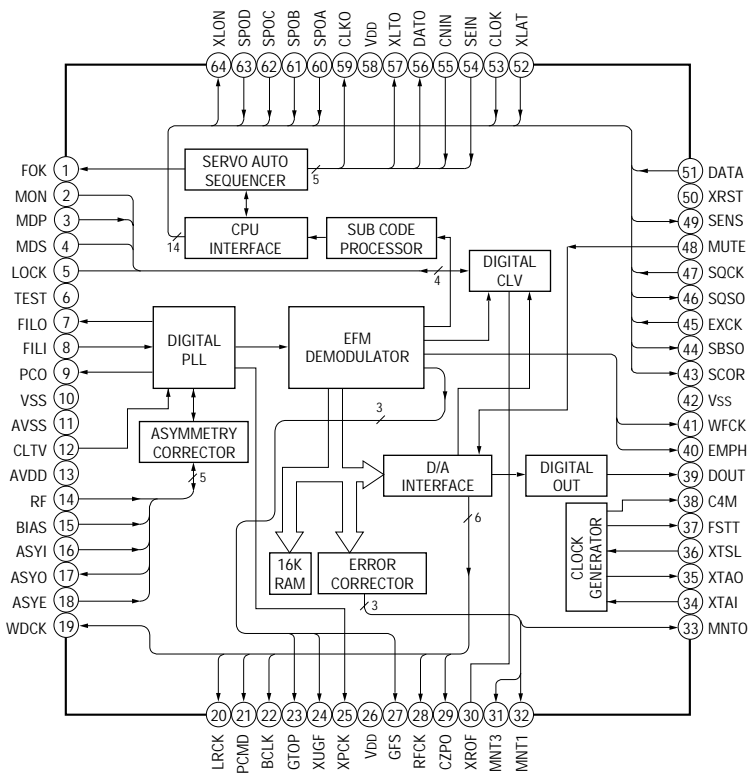 XLON
SPOD
SPOC
SPOB
SPOA
CLKO
VDD
XLTO
DATO
CNIN
SEIN
CLOK
XLAT
64
63
62
61
60
59
58
57
56
55
54
53
52
FOK 1
MON 2
MDP 3
MDS 4
LOCK 5
TEST 6
FILO 7
FILI 8
PCO 9
VSS 10
AVSS 11
CLTV 12
AVDD 13
RF 14
BIAS 15
ASYI 16
ASYO 17
ASYE 18
WDCK 19
SERVO AUTO
SEQUENCER
5
CPU
INTERFACE
14
SUB CODE
PROCESSOR
DIGITAL
CLV
4
DIGITAL
PLL
EFM
DEMODULATOR
3
ASYMMETRY
CORRECTOR
5
D/A
INTERFACE
6
DIGITAL
OUT
16K
RAM
ERROR
CORRECTOR
3
CLOCK
GENERATOR
51 DATA
50 XRST
49 SENS
48 MUTE
47 SQCK
46 SQSO
45 EXCK
44 SBSO
43 SCOR
42 VSS
41 WFCK
40 EMPH
39 DOUT
38 C4M
37 FSTT
36 XTSL
35 XTAO
34 XTAI
33 MNTO
20
21
22
23
24
25
26
27
28
29
30
31
32
LRCK
PCMD
BCLK
GTOP
XUGF
XPCK
VDD
GFS
RFCK
CZPO
XROF
MNT3
MNT1